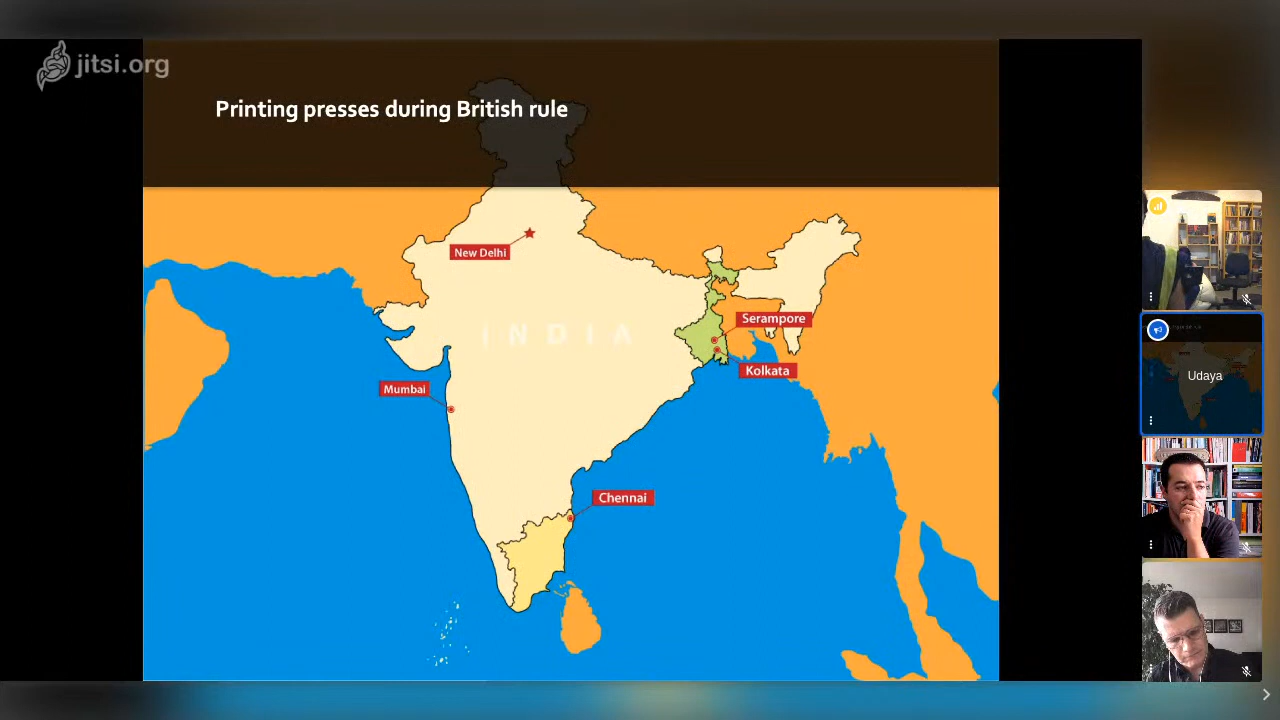 jitsi.org
Printing presses during British rule
New Delhi
INDIA
Serampore
Kolkata
Mumbai
Chennai
Udaya